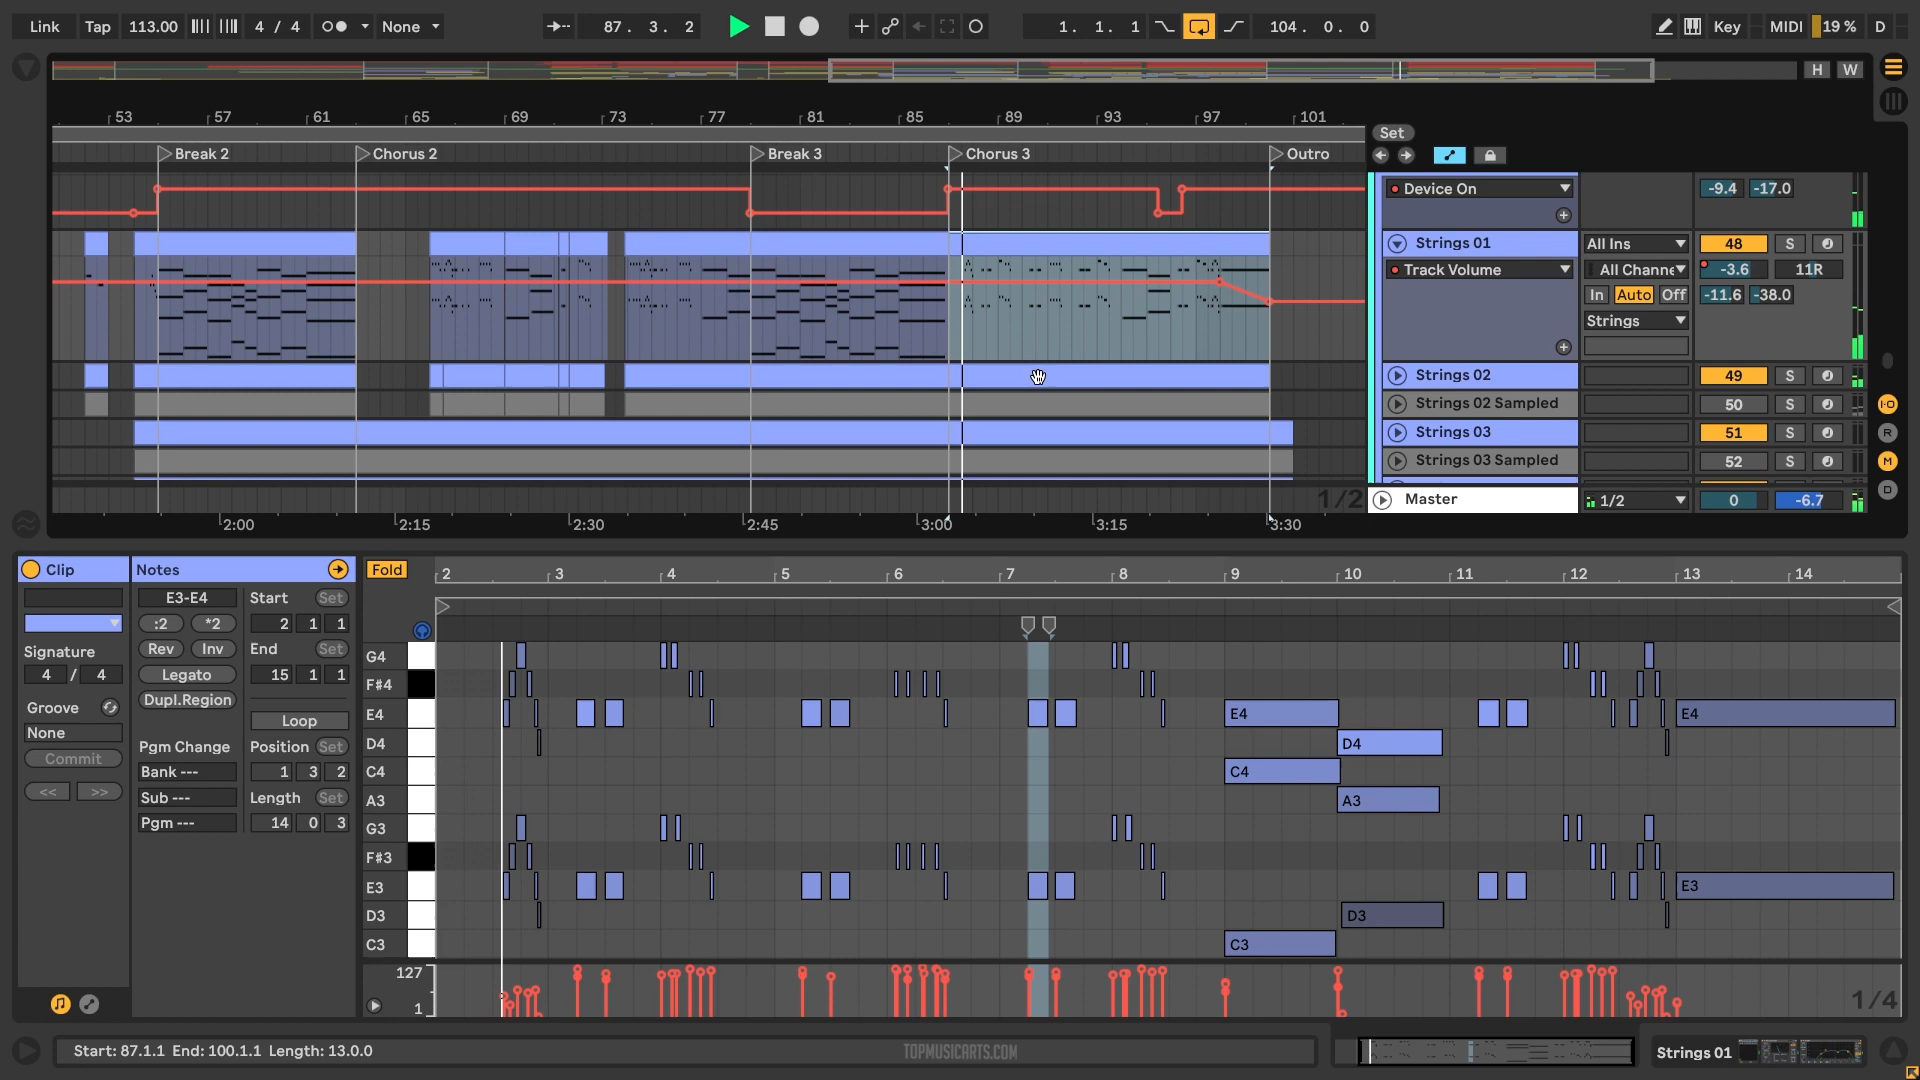 Link Tap 113.00 4 / 4 None 87. 3. 2 1. 1. 1 104. 0. 0 Key MIDI 19 % D
H W
53 57 61 65 69 73 77 81 85 89 93 97 101
Set
Break 2 Chorus 2 Break 3 Chorus 3 Outro
Device On -9.4 -17.0
Strings 01 All Ins 48 S
Track Volume All Channe -3.6 11R
In Auto Off -11.6 -38.0
Strings
Strings 02 49 S
Strings 02 Sampled 50 S
Strings 03 51 S
Strings 03 Sampled 52 S
I·O
R
M
D
1/2
Master 1/2 0 -6.7
2:00 2:15 2:30 2:45 3:00 3:15 3:30
Clip Notes Fold
2 3 4 5 6 7 8 9 10 11 12 13 14
E3-E4 Start Set
:2 *2 2 1 1
Signature Rev Inv End Set
4 / 4 Legato 15 1 1
Groove Dupl.Region
None Loop
Commit Pgm Change Position Set
Bank --- 1 3 2
<< >> Sub --- Length Set
Pgm --- 14 0 3
G4
F#4
E4 E4 E4
D4 D4
C4 C4
A3 A3
G3
F#3
E3 E3
D3 D3
C3 C3
127
1
1/4
Start: 87.1.1 End: 100.1.1 Length: 13.0.0
TOPMUSICARTS.COM
Strings 01